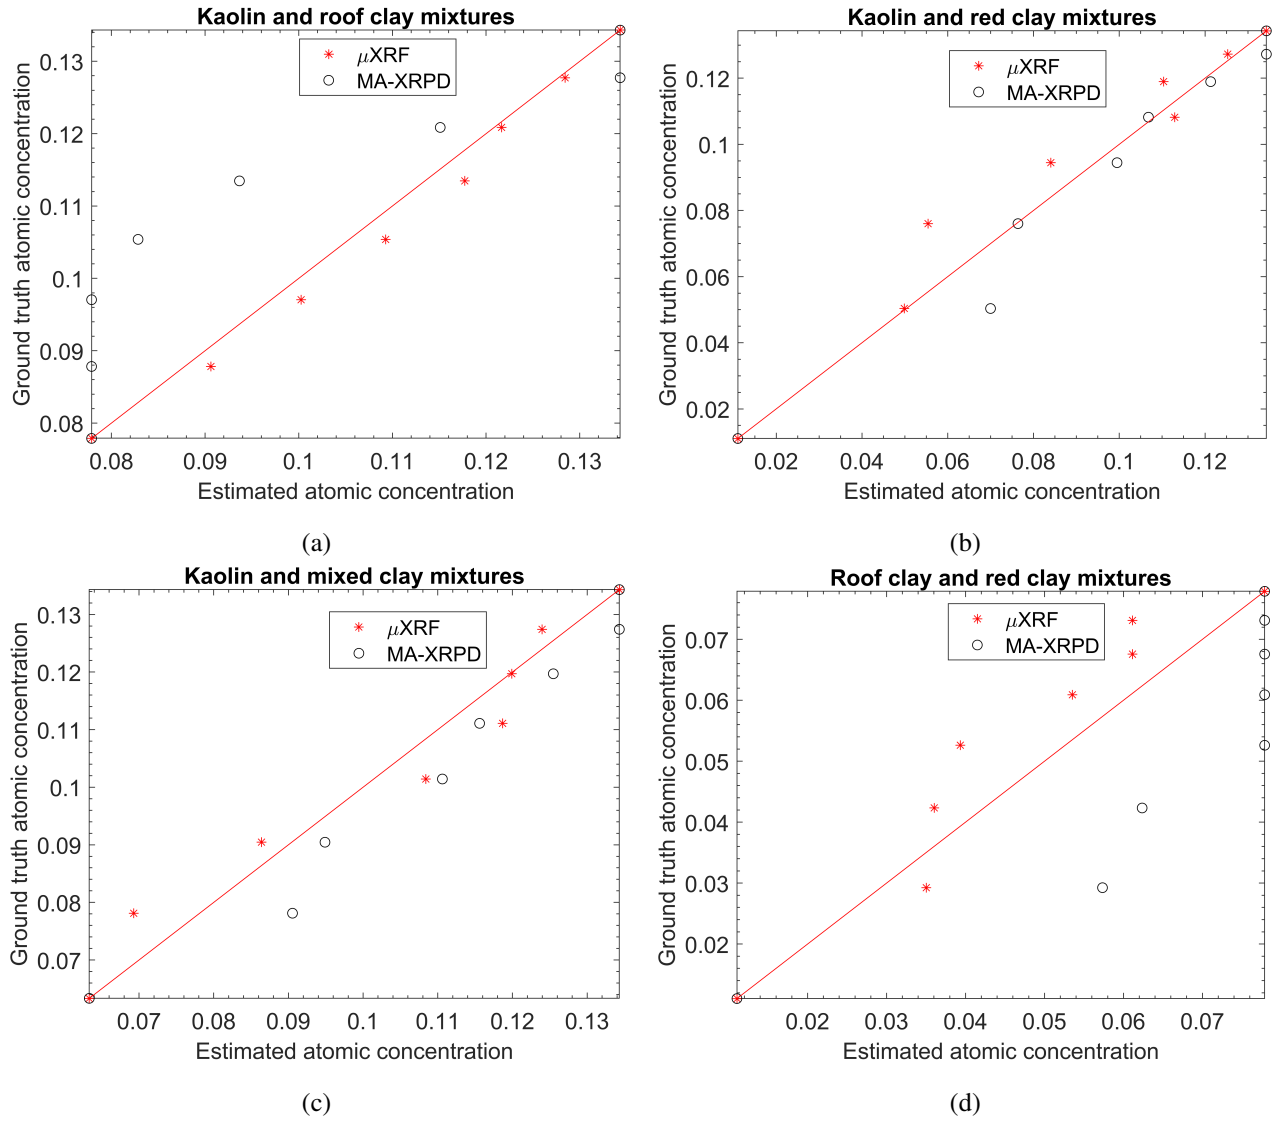 Kaolin and roof clay mixtures
μXRF
MA-XRPD
Ground truth atomic concentration
0.13
0.12
0.11
0.1
0.09
0.08
0.08 0.09 0.1 0.11 0.12 0.13
Estimated atomic concentration
(a)
Kaolin and red clay mixtures
μXRF
MA-XRPD
Ground truth atomic concentration
0.12
0.1
0.08
0.06
0.04
0.02
0.02 0.04 0.06 0.08 0.1 0.12
Estimated atomic concentration
(b)
Kaolin and mixed clay mixtures
μXRF
MA-XRPD
Ground truth atomic concentration
0.13
0.12
0.11
0.1
0.09
0.08
0.07
0.07 0.08 0.09 0.1 0.11 0.12 0.13
Estimated atomic concentration
(c)
Roof clay and red clay mixtures
μXRF
MA-XRPD
Ground truth atomic concentration
0.07
0.06
0.05
0.04
0.03
0.02
0.02 0.03 0.04 0.05 0.06 0.07
Estimated atomic concentration
(d)